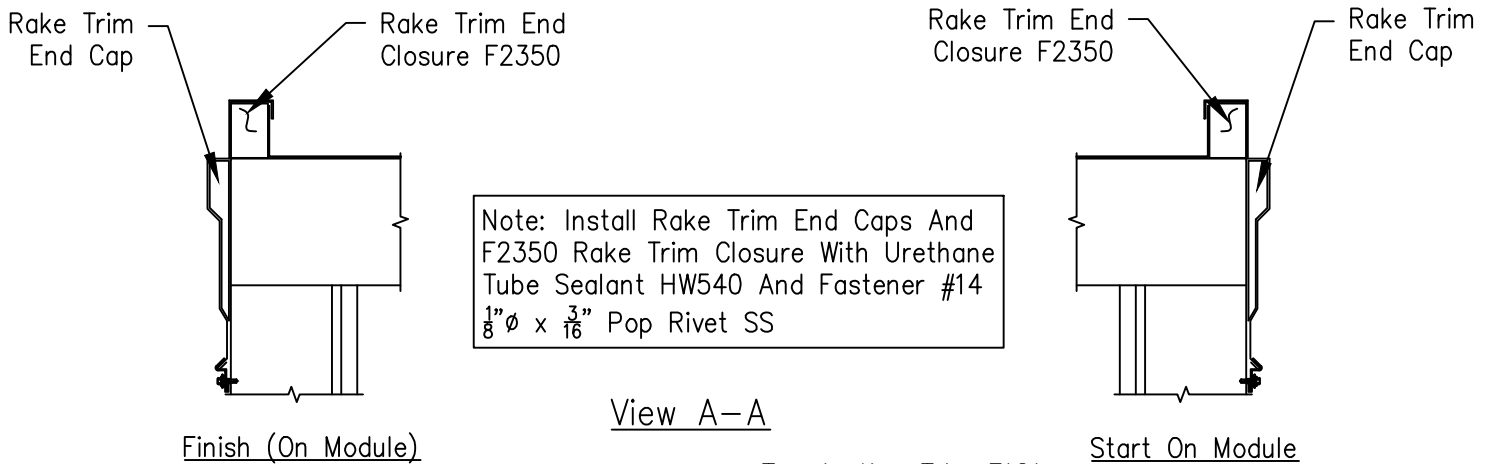 Rake Trim
End Cap
Rake Trim End
Closure F2350
Rake Trim End
Closure F2350
Rake Trim
End Cap
Note: Install Rake Trim End Caps And
F2350 Rake Trim Closure With Urethane
Tube Sealant HW540 And Fastener #14
1/8"ø x 3/16" Pop Rivet SS
View A-A
Finish (On Module)
Start On Module